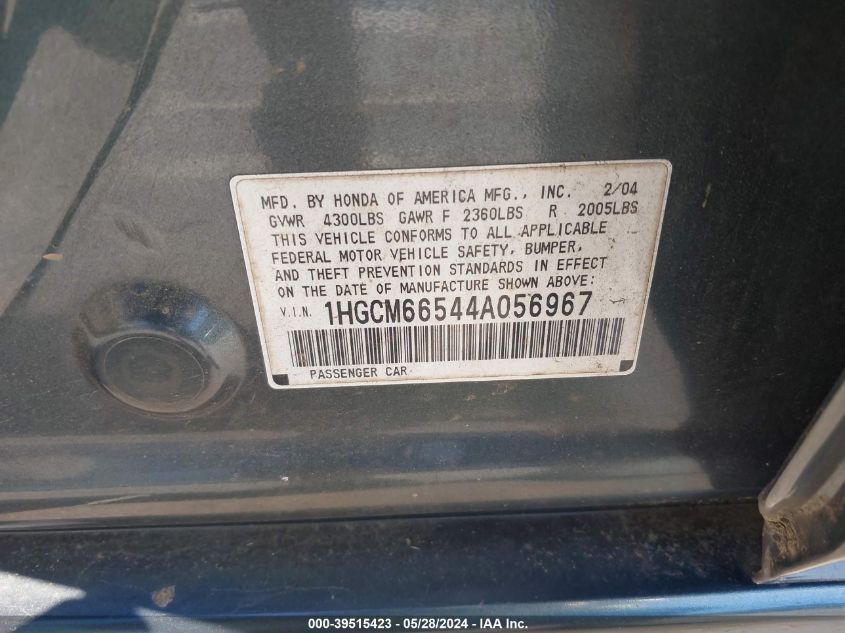 MFD. BY HONDA OF AMERICA MFG., INC. 2/04
GVWR 4300LBS GAWR F 2360LBS R 2005LBS
THIS VEHICLE CONFORMS TO ALL APPLICABLE
FEDERAL MOTOR VEHICLE SAFETY, BUMPER,
AND THEFT PREVENTION STANDARDS IN EFFECT
ON THE DATE OF MANUFACTURE SHOWN ABOVE:
V.I.N. 1HGCM66544A056967
PASSENGER CAR
000-39515423 - 05/28/2024 - IAA Inc.